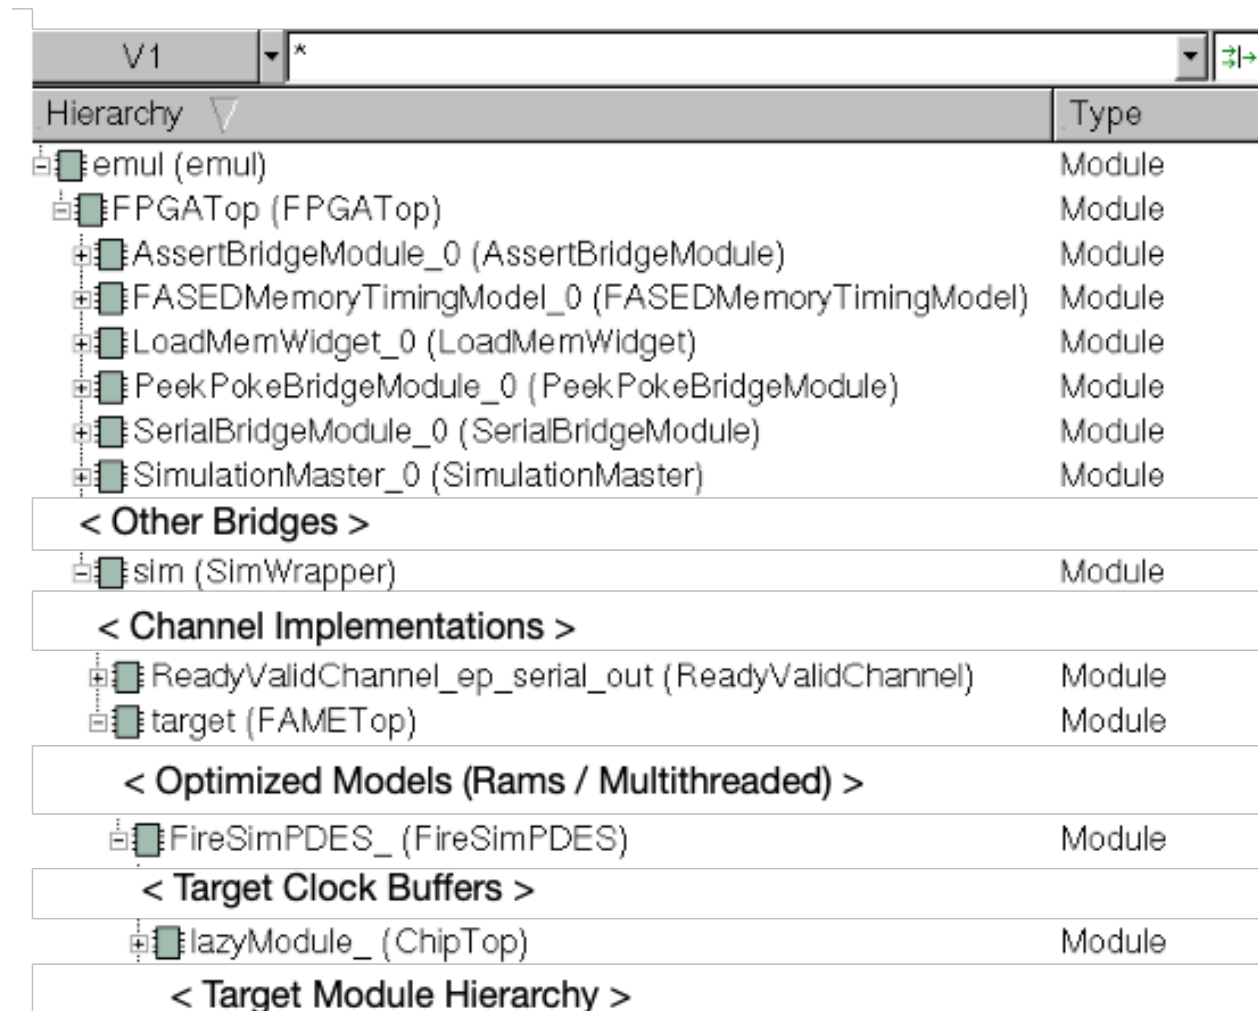 V1 *
Hierarchy Type
emul (emul) Module
FPGATop (FPGATop) Module
AssertBridgeModule_0 (AssertBridgeModule) Module
FASEDMemoryTimingModel_0 (FASEDMemoryTimingModel) Module
LoadMemWidget_0 (LoadMemWidget) Module
PeekPokeBridgeModule_0 (PeekPokeBridgeModule) Module
SerialBridgeModule_0 (SerialBridgeModule) Module
SimulationMaster_0 (SimulationMaster) Module
< Other Bridges >
sim (SimWrapper) Module
< Channel Implementations >
ReadyValidChannel_ep_serial_out (ReadyValidChannel) Module
target (FAMETop) Module
< Optimized Models (Rams / Multithreaded) >
FireSimPDES_ (FireSimPDES) Module
< Target Clock Buffers >
lazyModule_ (ChipTop) Module
< Target Module Hierarchy >